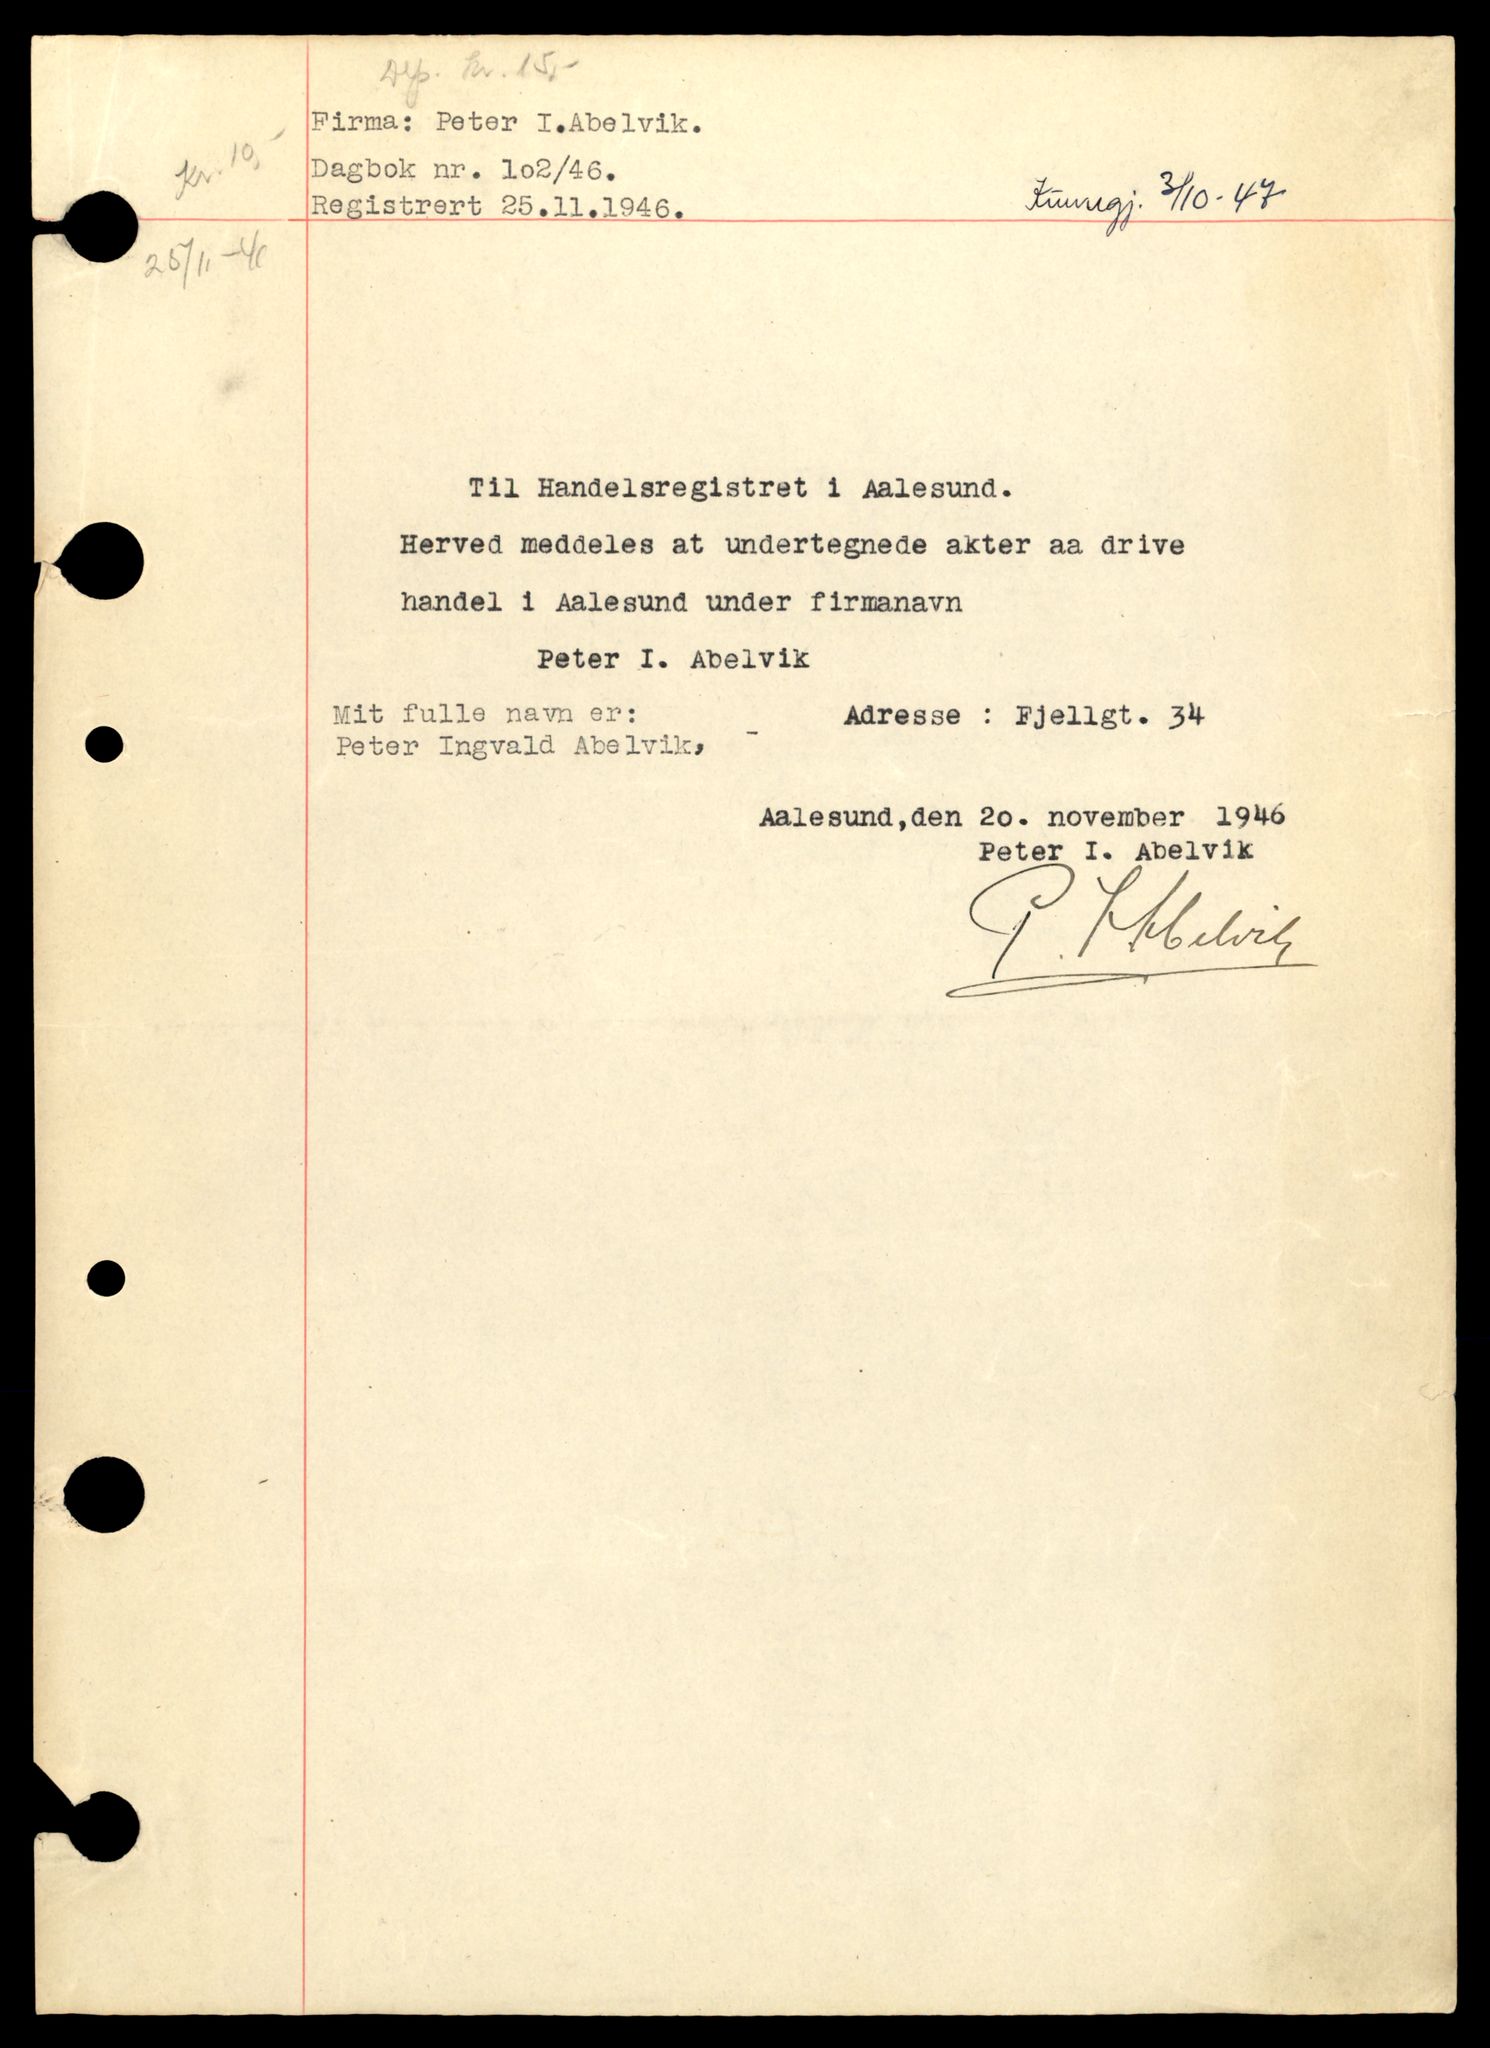 Dep. kr. 15,-
Firma: Peter I.Abelvik.
kr. 10,-
Dagbok nr. 1o2/46.
Registrert 25.11.1946.
Kunngj. 3/10-47
25/11-46
Til Handelsregistret i Aalesund.
Herved meddeles at undertegnede akter aa drive
handel i Aalesund under firmanavn
Peter I. Abelvik
Mit fulle navn er:
Adresse : Fjellgt. 34
Peter Ingvald Abelvik, -
Aalesund,den 2o. november 1946
Peter I. Abelvik
P. I Abelvik